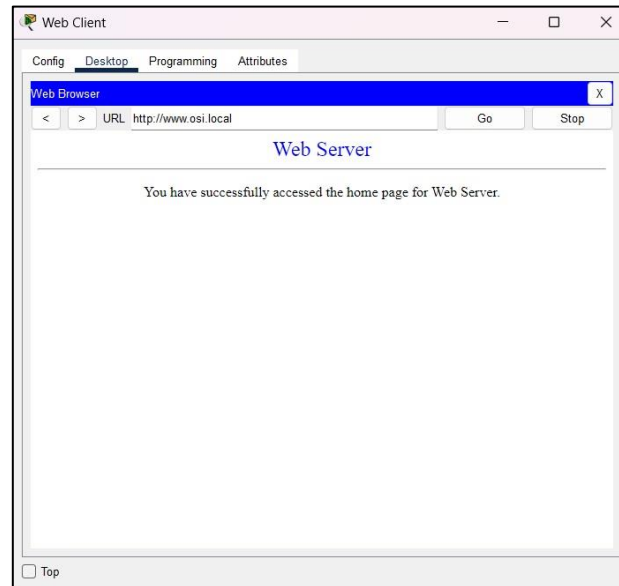 Web Client
Config Desktop Programming Attributes
Web Browser X
< > URL http://www.osi.local Go Stop
Web Server
You have successfully accessed the home page for Web Server.
Top